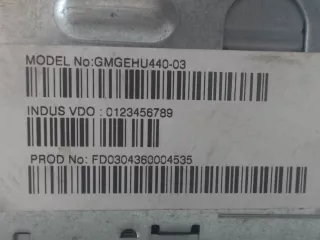 MODEL No:GMGEHU440-03
INDUS VDO : 0123456789
PROD No: FD0304360004535